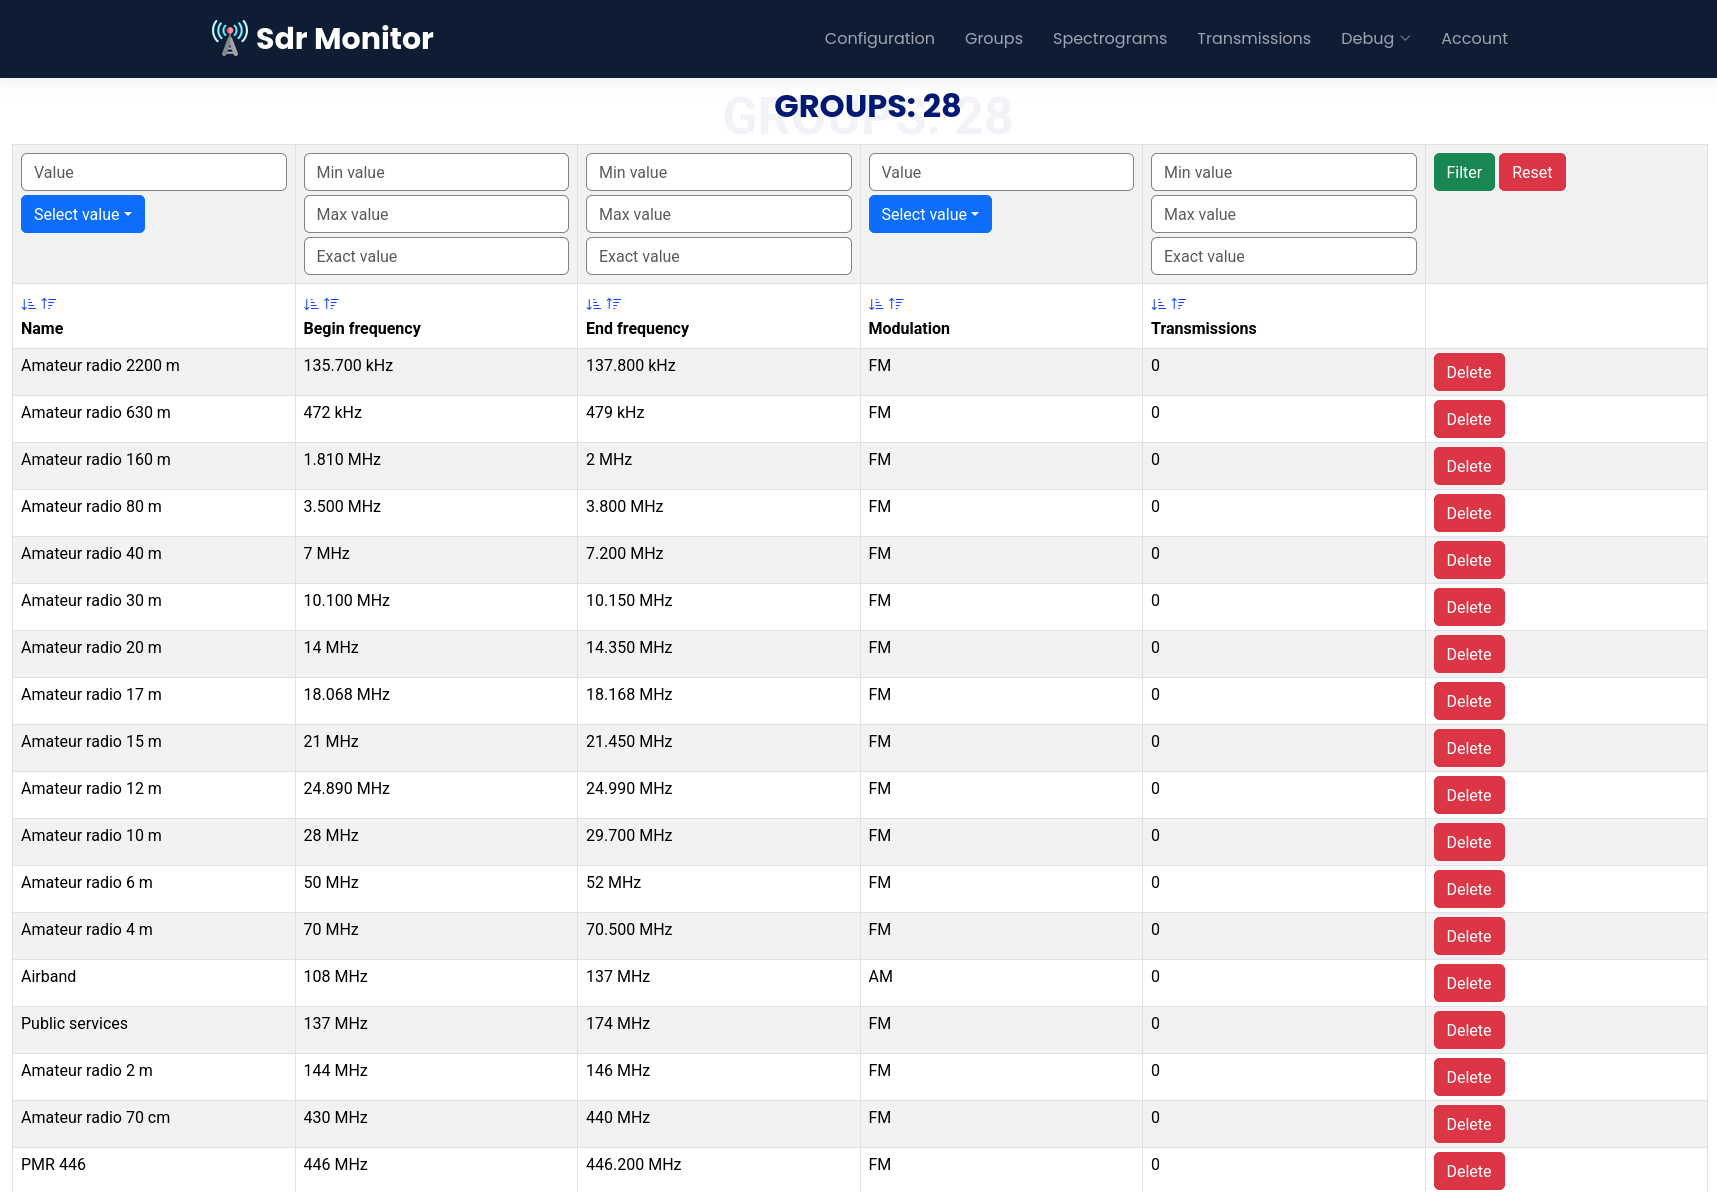 Sdr Monitor Configuration Groups Spectrograms Transmissions Debug Account
GROUPS: 28
GROUPS: 28
Value Min value Min value Value Min value Filter Reset
Select value Max value Max value Select value Max value
Exact value Exact value Exact value
Name Begin frequency End frequency Modulation Transmissions
Amateur radio 2200 m 135.700 kHz 137.800 kHz FM 0 Delete
Amateur radio 630 m 472 kHz 479 kHz FM 0 Delete
Amateur radio 160 m 1.810 MHz 2 MHz FM 0 Delete
Amateur radio 80 m 3.500 MHz 3.800 MHz FM 0 Delete
Amateur radio 40 m 7 MHz 7.200 MHz FM 0 Delete
Amateur radio 30 m 10.100 MHz 10.150 MHz FM 0 Delete
Amateur radio 20 m 14 MHz 14.350 MHz FM 0 Delete
Amateur radio 17 m 18.068 MHz 18.168 MHz FM 0 Delete
Amateur radio 15 m 21 MHz 21.450 MHz FM 0 Delete
Amateur radio 12 m 24.890 MHz 24.990 MHz FM 0 Delete
Amateur radio 10 m 28 MHz 29.700 MHz FM 0 Delete
Amateur radio 6 m 50 MHz 52 MHz FM 0 Delete
Amateur radio 4 m 70 MHz 70.500 MHz FM 0 Delete
Airband 108 MHz 137 MHz AM 0 Delete
Public services 137 MHz 174 MHz FM 0 Delete
Amateur radio 2 m 144 MHz 146 MHz FM 0 Delete
Amateur radio 70 cm 430 MHz 440 MHz FM 0 Delete
PMR 446 446 MHz 446.200 MHz FM 0 Delete